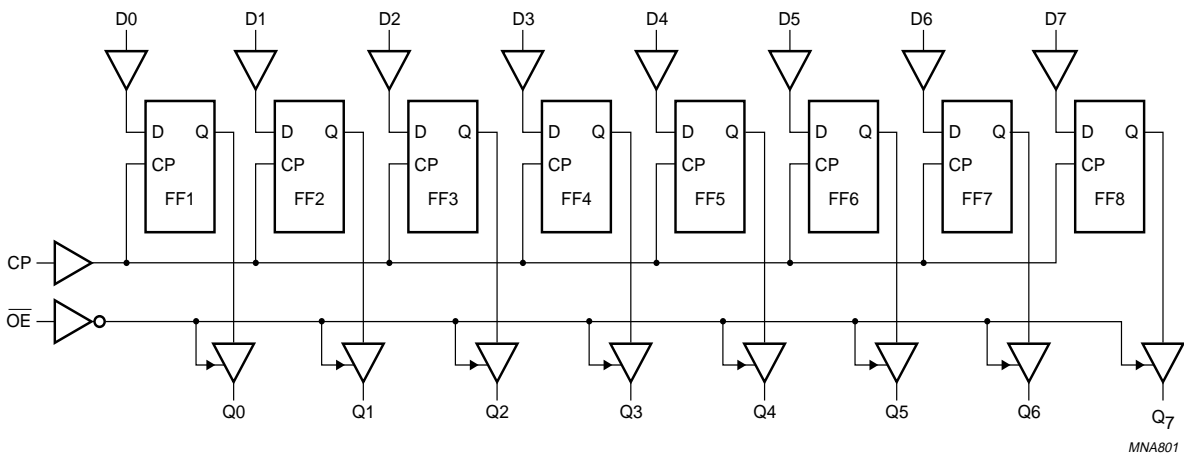 D0 D1 D2 D3 D4 D5 D6 D7
D Q D Q D Q D Q D Q D Q D Q D Q
CP CP CP CP CP CP CP CP
FF1 FF2 FF3 FF4 FF5 FF6 FF7 FF8
CP
O̅E̅
Q0 Q1 Q2 Q3 Q4 Q5 Q6 Q7
MNA801